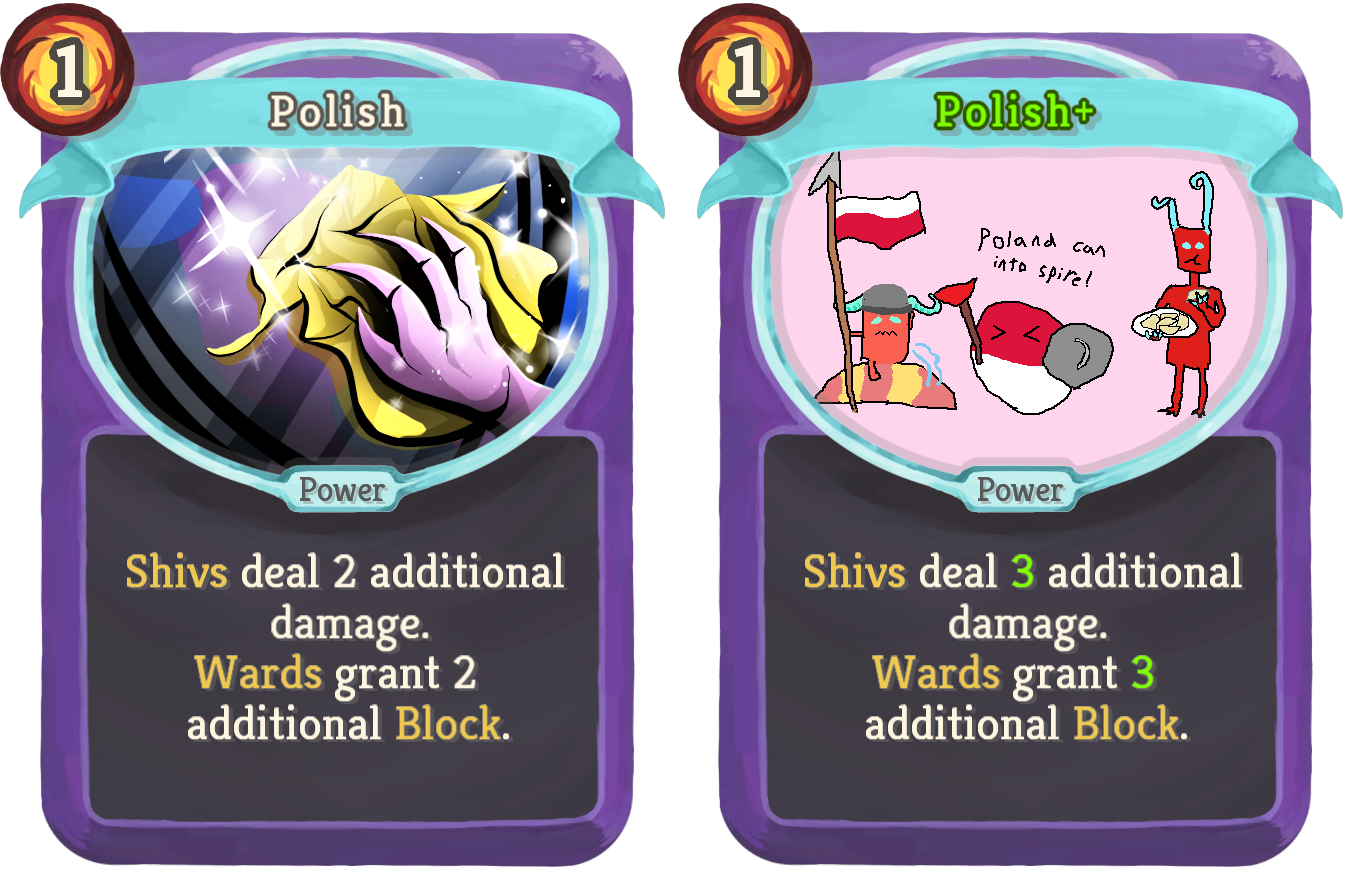 1
Polish
Power
Shivs deal 2 additional
damage.
Wards grant 2
additional Block.
1
Polish+
Poland can
into spire!
Power
Shivs deal 3 additional
damage.
Wards grant 3
additional Block.